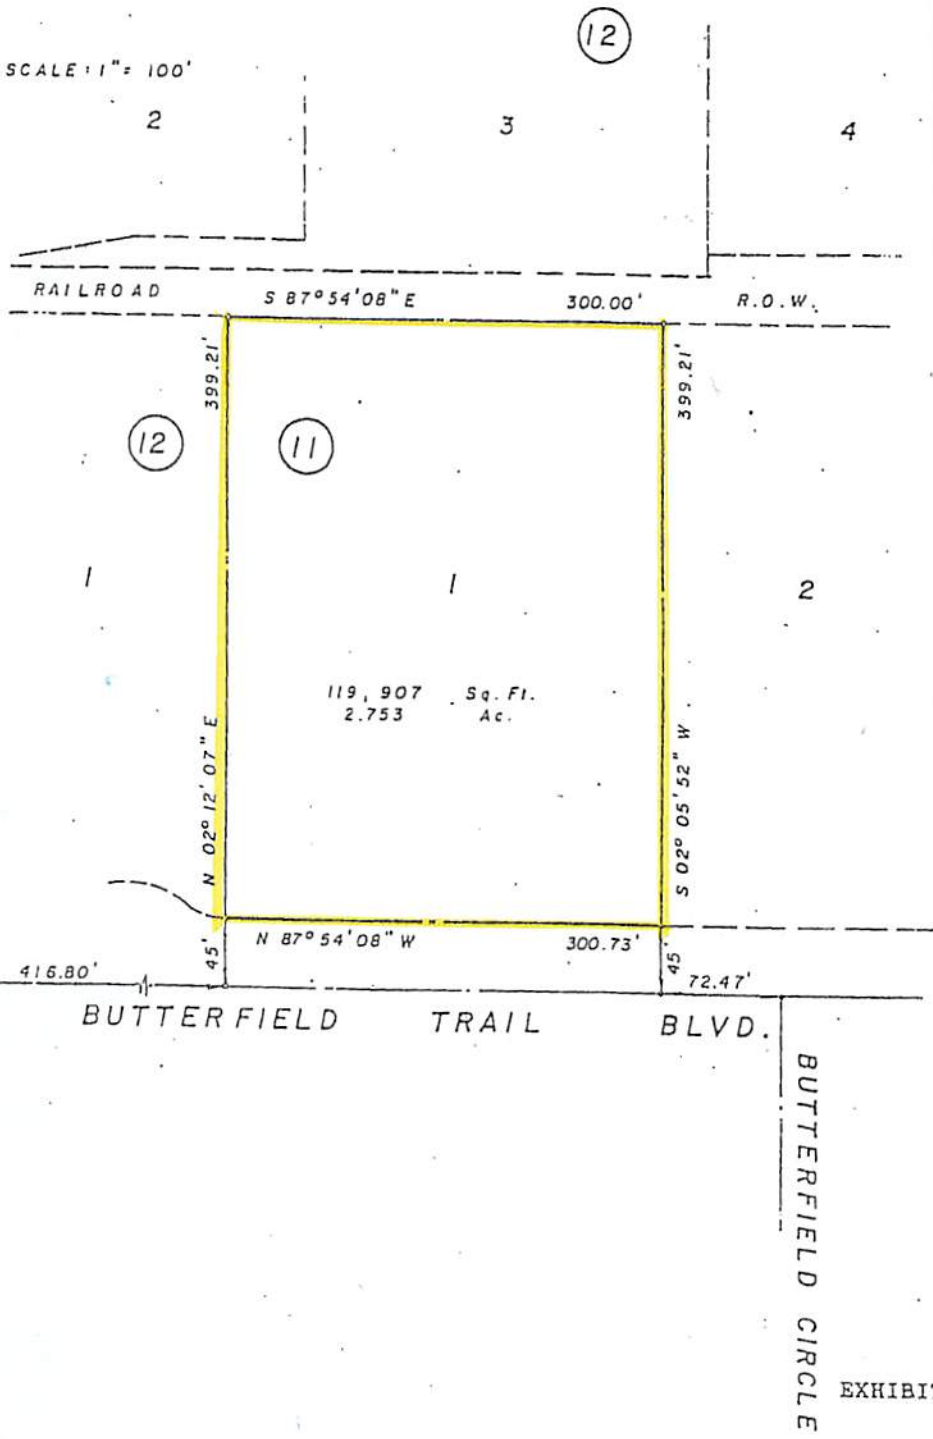 12
SCALE: 1" = 100'
2
3
4
RAILROAD
S 87° 54' 08" E
300.00'
R.O.W.
399.21'
399.21'
12
11
1
1
2
119,907 Sq. Ft.
2.753 Ac.
N 02° 12' 07" E
S 02° 05' 52" W
N 87° 54' 08" W
300.73'
45'
45'
416.80'
72.47'
BUTTERFIELD TRAIL BLVD.
BUTTERFIELD CIRCLE
EXHIBIT